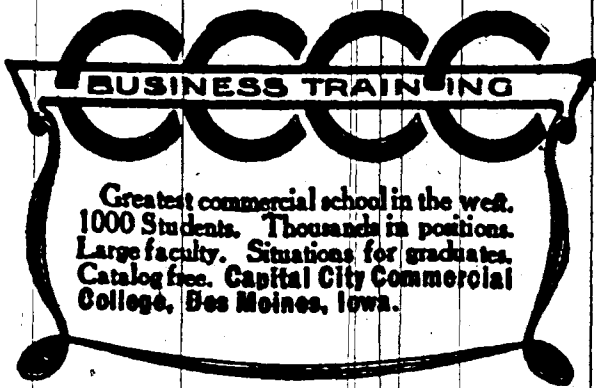 CCCC
BUSINESS TRAINING
Greatest commercial school in the west.
1000 Students. Thousands in positions.
Large faculty. Situations for graduates.
Catalog free. Capital City Commercial
College, Des Moines, Iowa.